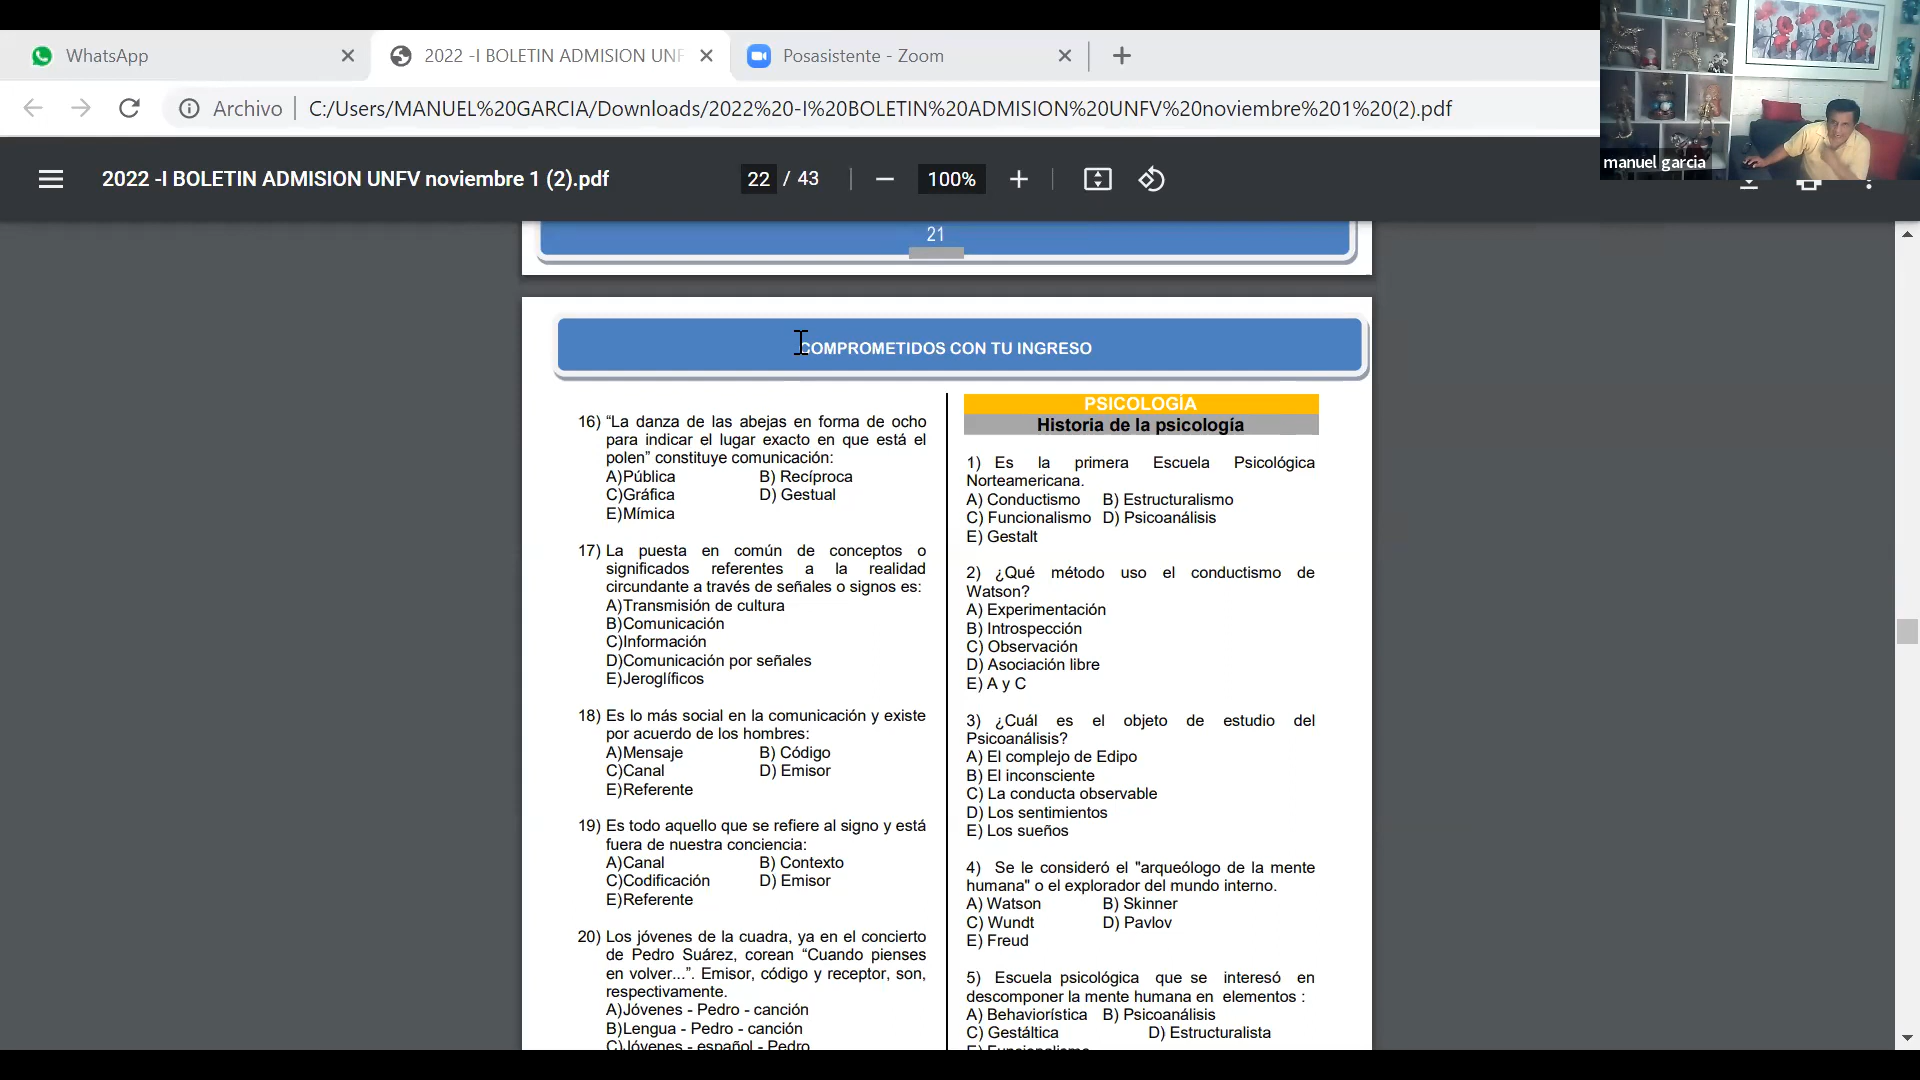 WhatsApp
2022 -I BOLETIN ADMISION UNF
Posasistente - Zoom
Archivo
C:/Users/MANUEL%20GARCIA/Downloads/2022%20-I%20BOLETIN%20ADMISION%20UNFV%20noviembre%201%20(2).pdf
manuel garcia
2022 -I BOLETIN ADMISION UNFV noviembre 1 (2).pdf
22 / 43
100%
21
COMPROMETIDOS CON TU INGRESO
16) “La danza de las abejas en forma de ocho
para indicar el lugar exacto en que está el
polen” constituye comunicación:
A)Pública B) Recíproca
C)Gráfica D) Gestual
E)Mímica
17) La puesta en común de conceptos o
significados referentes a la realidad
circundante a través de señales o signos es:
A)Transmisión de cultura
B)Comunicación
C)Información
D)Comunicación por señales
E)Jeroglíficos
18) Es lo más social en la comunicación y existe
por acuerdo de los hombres:
A)Mensaje B) Código
C)Canal D) Emisor
E)Referente
19) Es todo aquello que se refiere al signo y está
fuera de nuestra conciencia:
A)Canal B) Contexto
C)Codificación D) Emisor
E)Referente
20) Los jóvenes de la cuadra, ya en el concierto
de Pedro Suárez, corean “Cuando pienses
en volver...”. Emisor, código y receptor, son,
respectivamente.
A)Jóvenes - Pedro - canción
B)Lengua - Pedro - canción
C)Jóvenes - español - Pedro
PSICOLOGÍA
Historia de la psicología
1) Es la primera Escuela Psicológica
Norteamericana.
A) Conductismo B) Estructuralismo
C) Funcionalismo D) Psicoanálisis
E) Gestalt
2) ¿Qué método uso el conductismo de
Watson?
A) Experimentación
B) Introspección
C) Observación
D) Asociación libre
E) A y C
3) ¿Cuál es el objeto de estudio del
Psicoanálisis?
A) El complejo de Edipo
B) El inconsciente
C) La conducta observable
D) Los sentimientos
E) Los sueños
4) Se le consideró el "arqueólogo de la mente
humana" o el explorador del mundo interno.
A) Watson B) Skinner
C) Wundt D) Pavlov
E) Freud
5) Escuela psicológica que se interesó en
descomponer la mente humana en elementos :
A) Behaviorística B) Psicoanálisis
C) Gestáltica D) Estructuralista
E) Funcionalismo